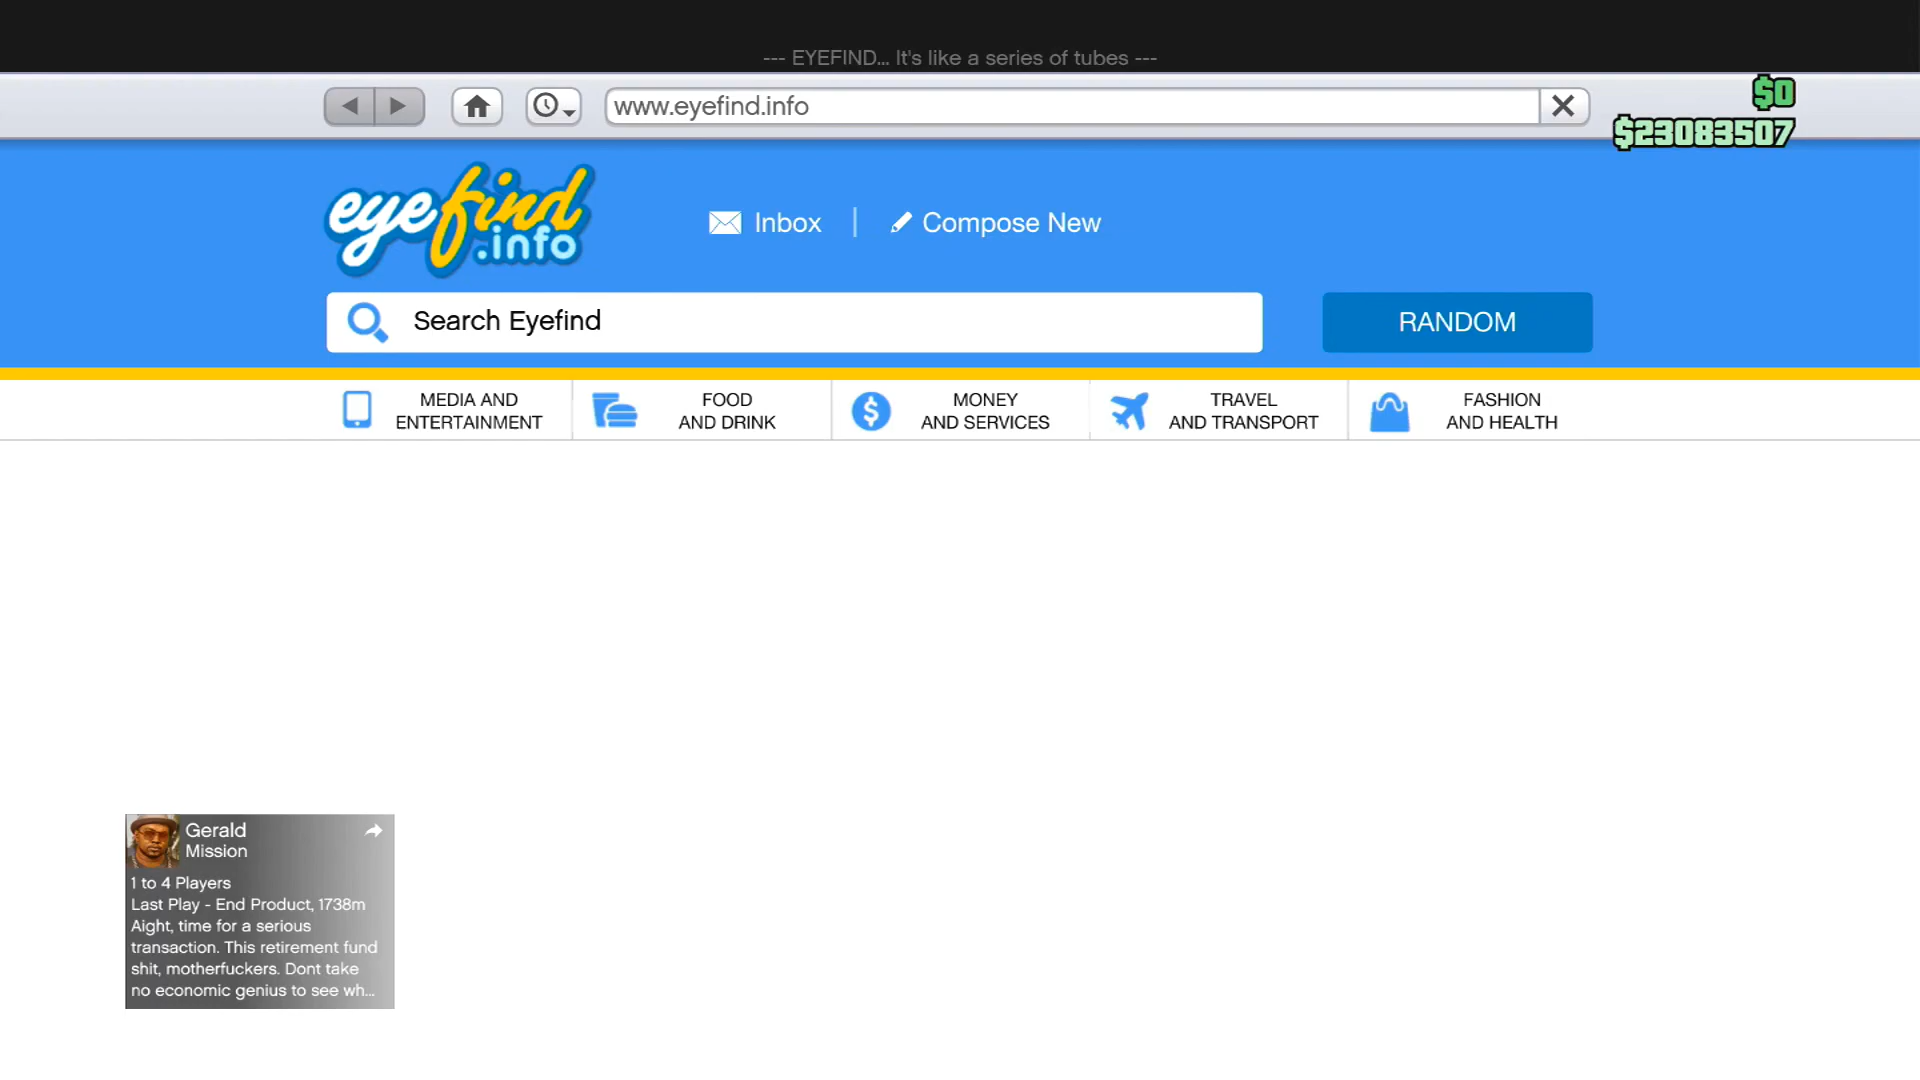 --- EYEFIND... It's like a series of tubes ---
www.eyefind.info
$0
$23083507
eyefind.info
Inbox | Compose New
Search Eyefind
RANDOM
MEDIA AND
ENTERTAINMENT
FOOD
AND DRINK
MONEY
AND SERVICES
TRAVEL
AND TRANSPORT
FASHION
AND HEALTH
Gerald
Mission
1 to 4 Players
Last Play - End Product, 1738m
Aight, time for a serious
transaction. This retirement fund
shit, motherfuckers. Dont take
no economic genius to see wh...